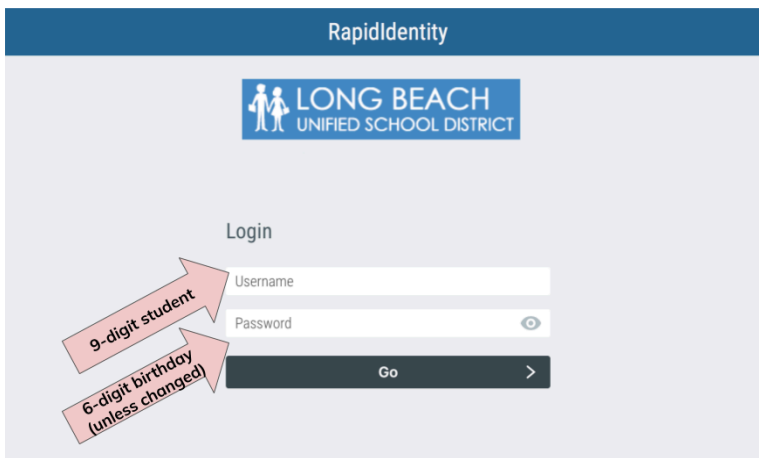 RapidIdentity
LONG BEACH
UNIFIED SCHOOL DISTRICT
Login
Username
9-digit student
Password
6-digit birthday
(unless changed)
Go